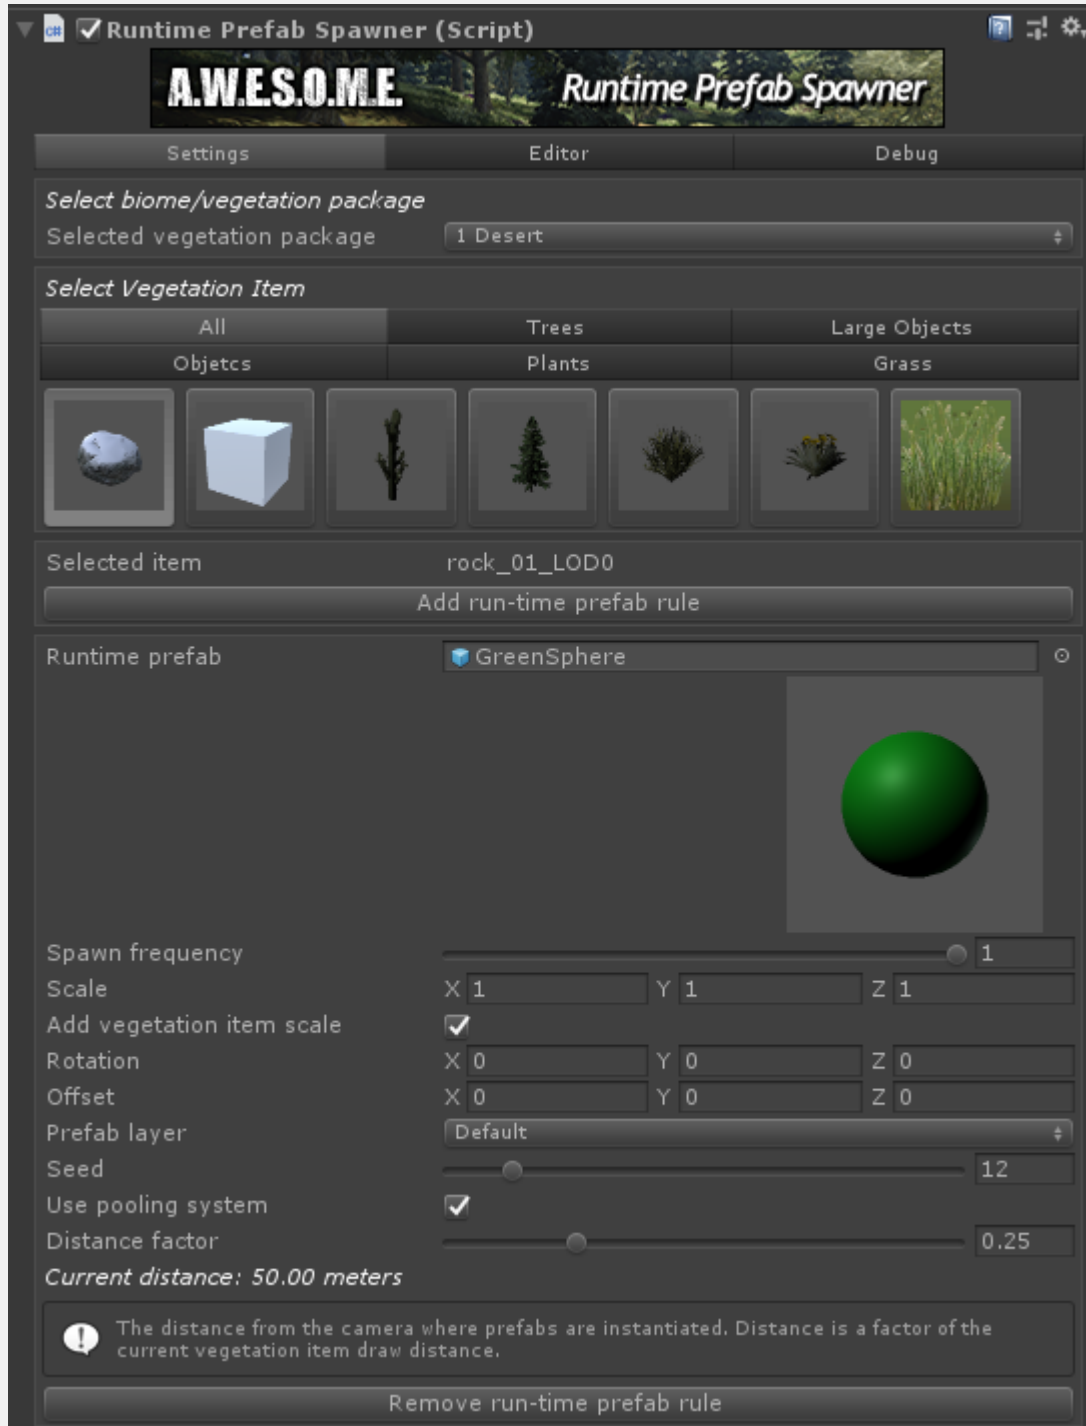 Runtime Prefab Spawner (Script)
A.W.E.S.O.M.E. Runtime Prefab Spawner
Settings Editor Debug
Select biome/vegetation package
Selected vegetation package 1 Desert
Select Vegetation Item
All Trees Large Objects
Objetcs Plants Grass
Selected item rock_01_LOD0
Add run-time prefab rule
Runtime prefab GreenSphere
Spawn frequency 1
Scale X 1 Y 1 Z 1
Add vegetation item scale
Rotation X 0 Y 0 Z 0
Offset X 0 Y 0 Z 0
Prefab layer Default
Seed 12
Use pooling system
Distance factor 0.25
Current distance: 50.00 meters
The distance from the camera where prefabs are instantiated. Distance is a factor of the
current vegetation item draw distance.
Remove run-time prefab rule